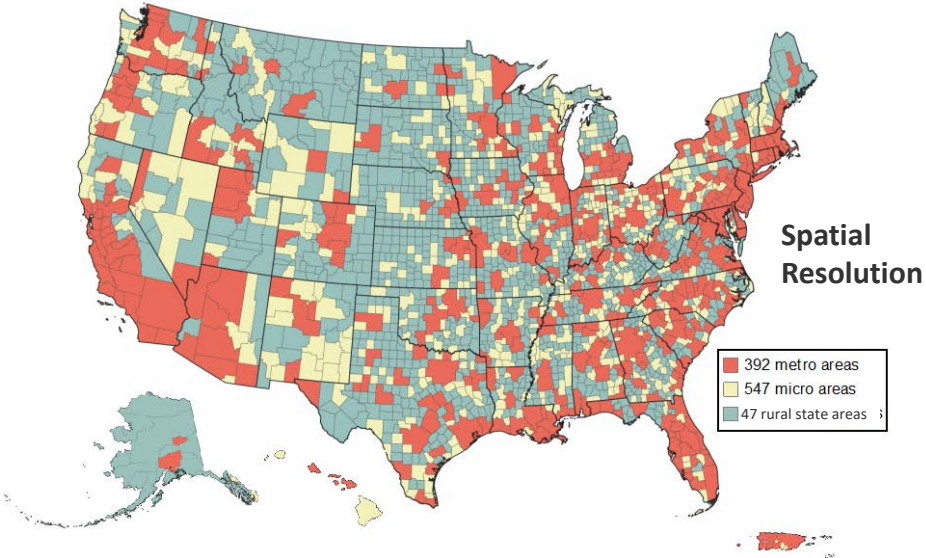 Spatial
Resolution
392 metro areas
547 micro areas
47 rural state areas